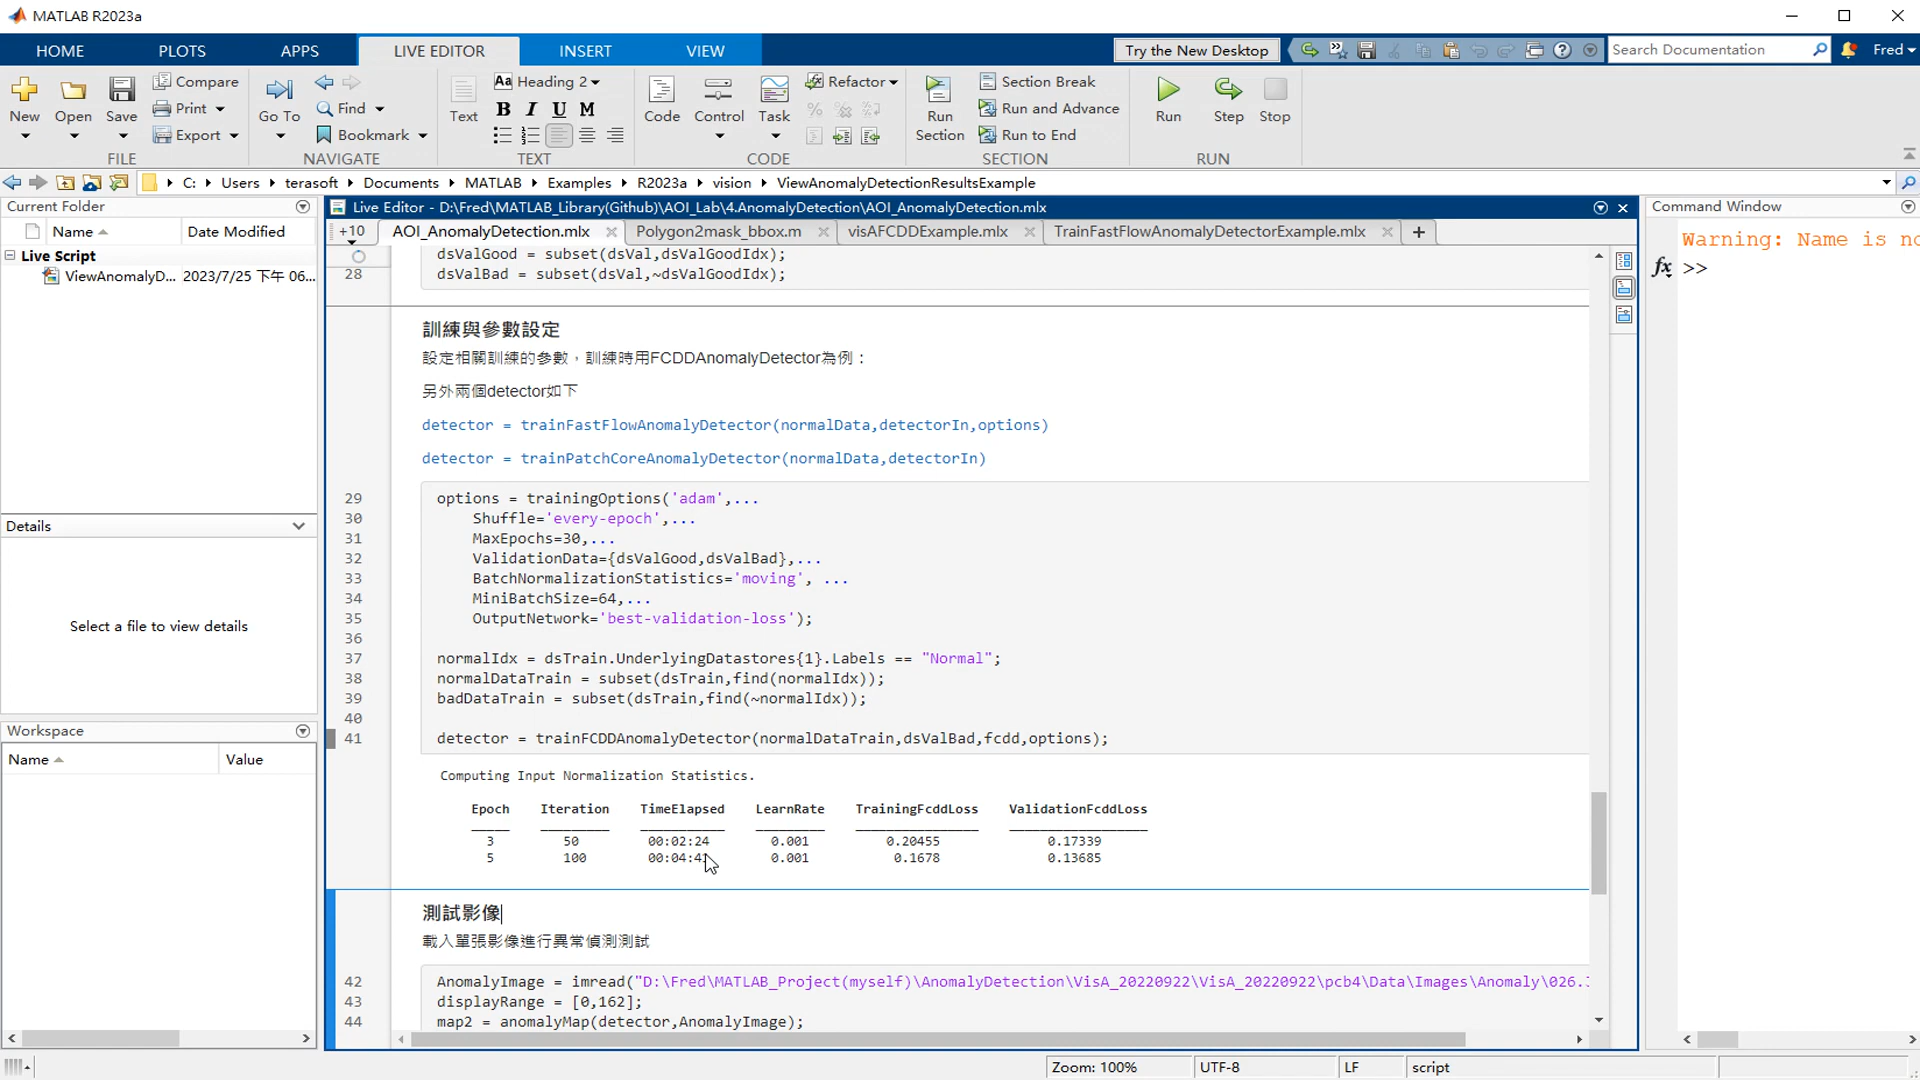 MATLAB R2023a
HOME PLOTS APPS LIVE EDITOR INSERT VIEW Try the New Desktop Search Documentation Fred
New Open Save Compare Print Export
FILE
Go To Find Bookmark
NAVIGATE
Text Aa Heading 2 B I U M
TEXT
Code Control Task Refactor
CODE
Run Section Section Break Run and Advance Run to End
SECTION
Run Step Stop
RUN
C: Users terasoft Documents MATLAB Examples R2023a vision ViewAnomalyDetectionResultsExample
Current Folder
Name Date Modified
Live Script
ViewAnomalyD... 2023/7/25 下午 06...
Details
Select a file to view details
Workspace
Name Value
Live Editor - D:\Fred\MATLAB_Library(Github)\AOI_Lab\4.AnomalyDetection\AOI_AnomalyDetection.mlx
+10 AOI_AnomalyDetection.mlx Polygon2mask_bbox.m visAFCDDExample.mlx TrainFastFlowAnomalyDetectorExample.mlx +
dsValGood = subset(dsVal,dsValGoodIdx);
28 dsValBad = subset(dsVal,~dsValGoodIdx);
訓練與參數設定
設定相關訓練的參數，訓練時用FCDDAnomalyDetector為例：
另外兩個detector如下
detector = trainFastFlowAnomalyDetector(normalData,detectorIn,options)
detector = trainPatchCoreAnomalyDetector(normalData,detectorIn)
29 options = trainingOptions('adam',...
30 Shuffle='every-epoch',...
31 MaxEpochs=30,...
32 ValidationData={dsValGood,dsValBad},...
33 BatchNormalizationStatistics='moving', ...
34 MiniBatchSize=64,...
35 OutputNetwork='best-validation-loss');
36
37 normalIdx = dsTrain.UnderlyingDatastores{1}.Labels == "Normal";
38 normalDataTrain = subset(dsTrain,find(normalIdx));
39 badDataTrain = subset(dsTrain,find(~normalIdx));
40
41 detector = trainFCDDAnomalyDetector(normalDataTrain,dsValBad,fcdd,options);
Computing Input Normalization Statistics.
Epoch Iteration TimeElapsed LearnRate TrainingFcddLoss ValidationFcddLoss
3 50 00:02:24 0.001 0.20455 0.17339
5 100 0.001 0.1678 0.13685
測試影像
載入單張影像進行異常偵測測試
42 AnomalyImage = imread("D:\Fred\MATLAB_Project(myself)\AnomalyDetection\VisA_20220922\VisA_20220922\pcb4\Data\Images\Anomaly\026.
43 displayRange = [0,162];
44 map2 = anomalyMap(detector,AnomalyImage);
Command Window
Warning: Name is no
fx >>
Zoom: 100% UTF-8 LF script